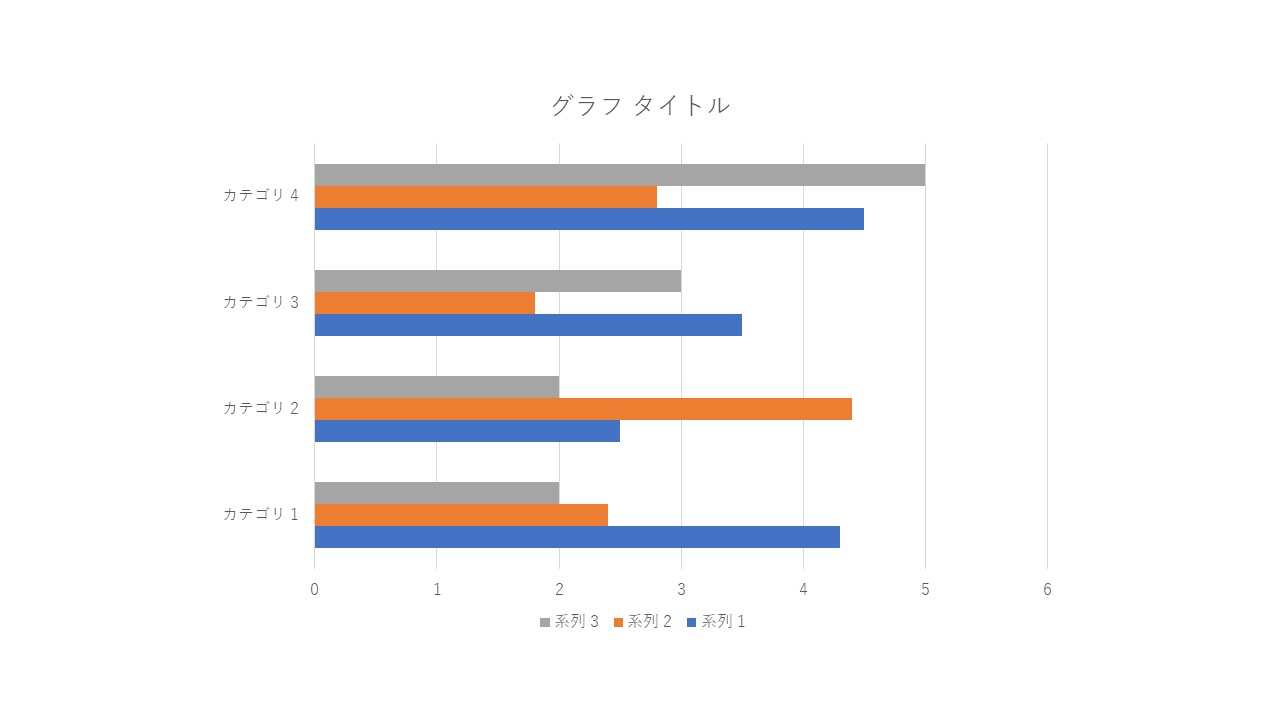 グラフ タイトル
カテゴリ 4
カテゴリ 3
カテゴリ 2
カテゴリ 1
0 1 2 3 4 5 6
系列 3 系列 2 系列 1